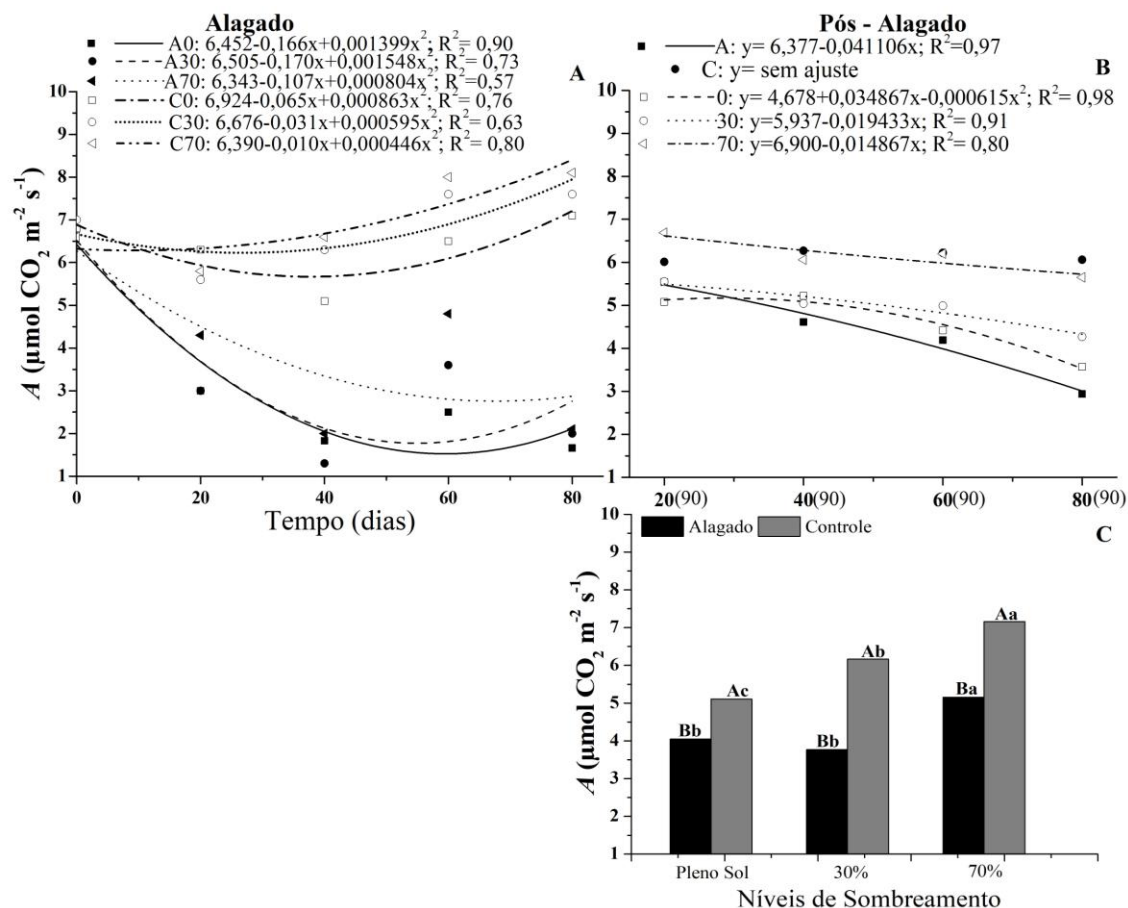 Alagado
A0: 6,452-0,166x+0,001399x²; R²= 0,90
A30: 6,505-0,170x+0,001548x²; R²= 0,73
A70: 6,343-0,107x+0,000804x²; R²= 0,57
C0: 6,924-0,065x+0,000863x²; R²= 0,76
C30: 6,676-0,031x+0,000595x²; R²= 0,63
C70: 6,390-0,010x+0,000446x²; R²= 0,80
A
10
9
8
7
6
5
4
3
2
1
A (µmol CO₂ m⁻² s⁻¹)
0 20 40 60 80
Tempo (dias)
Pós - Alagado
A: y= 6,377-0,041106x; R²=0,97
C: y= sem ajuste
B
0: y= 4,678+0,034867x-0,000615x²; R²= 0,98
30: y=5,937-0,019433x; R²= 0,91
70: y=6,900-0,014867x; R²= 0,80
10
9
8
7
6
5
4
3
2
1
20(90) 40(90) 60(90) 80(90)
Alagado Controle
C
10
9
8
7
6
5
4
3
2
1
A (µmol CO₂ m⁻² s⁻¹)
Bb Ac Bb Ab Ba Aa
Pleno Sol 30% 70%
Níveis de Sombreamento